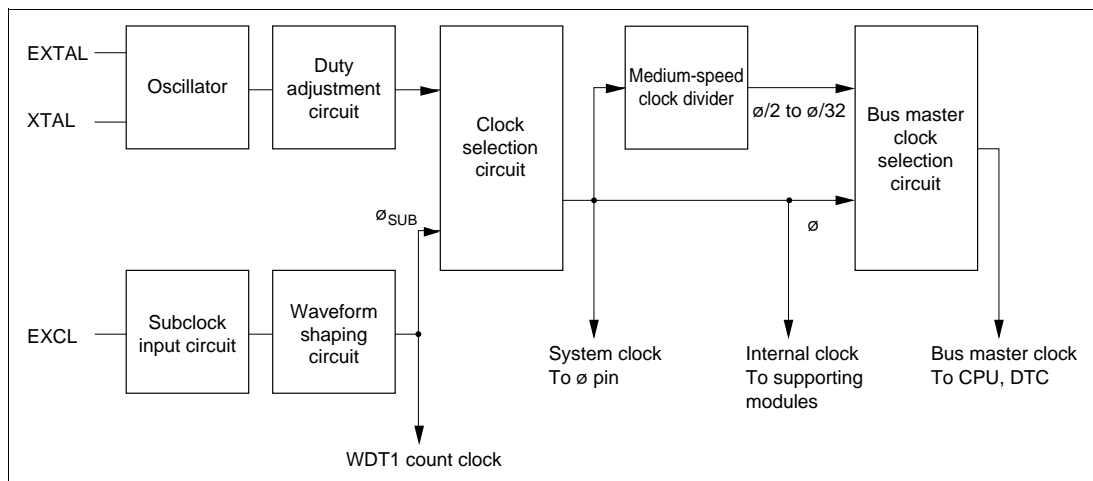 EXTAL
XTAL
Oscillator
Duty
adjustment
circuit
Clock
selection
circuit
Medium-speed
clock divider
ø/2 to ø/32
Bus master
clock
selection
circuit
øSUB
ø
EXCL
Subclock
input circuit
Waveform
shaping
circuit
System clock
To ø pin
Internal clock
To supporting
modules
Bus master clock
To CPU, DTC
WDT1 count clock